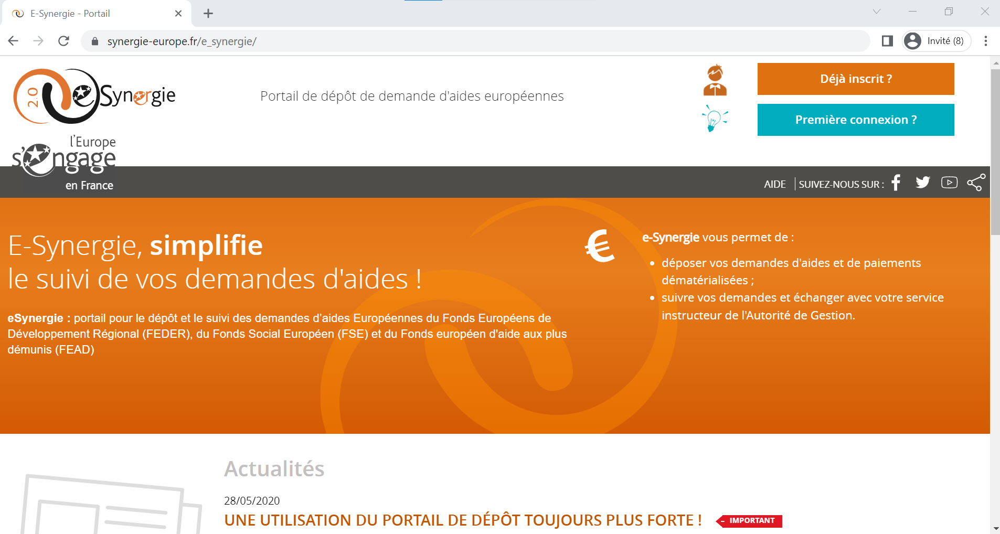 E-Synergie - Portail
synergie-europe.fr/e_synergie/
Invité (8)
2.0
eSynergie
Portail de dépôt de demande d'aides européennes
Déjà inscrit ?
Première connexion ?
l'Europe
s'engage
en France
AIDE
SUIVEZ-NOUS SUR :
E-Synergie, simplifie
le suivi de vos demandes d'aides !
eSynergie : portail pour le dépôt et le suivi des demandes d’aides Européennes du Fonds Européens de
Développement Régional (FEDER), du Fonds Social Européen (FSE) et du Fonds européen d'aide aux plus
démunis (FEAD)
€
e-Synergie vous permet de :
• déposer vos demandes d'aides et de paiements
dématérialisées ;
• suivre vos demandes et échanger avec votre service
instructeur de l'Autorité de Gestion.
Actualités
28/05/2020
UNE UTILISATION DU PORTAIL DE DÉPÔT TOUJOURS PLUS FORTE !
IMPORTANT